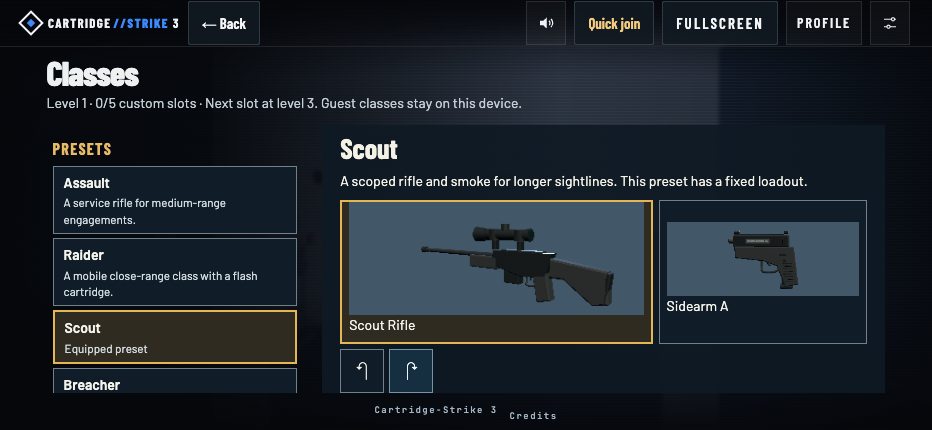 CARTRIDGE//STRIKE 3
← Back
Quick join
FULLSCREEN
PROFILE
Classes
Level 1 · 0/5 custom slots · Next slot at level 3. Guest classes stay on this device.
PRESETS
Assault
A service rifle for medium-range
engagements.
Raider
A mobile close-range class with a flash
cartridge.
Scout
Equipped preset
Breacher
Scout
A scoped rifle and smoke for longer sightlines. This preset has a fixed loadout.
Scout Rifle
Sidearm A
Cartridge-Strike 3
Credits